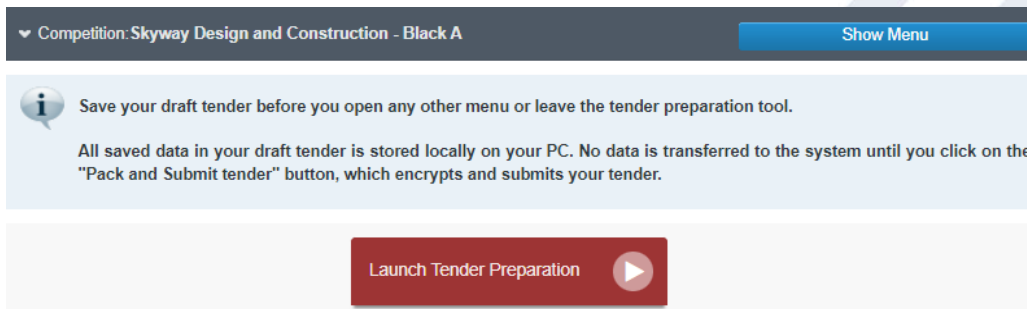 Competition: Skyway Design and Construction - Black A
Show Menu
Save your draft tender before you open any other menu or leave the tender preparation tool.
All saved data in your draft tender is stored locally on your PC. No data is transferred to the system until you click on the
"Pack and Submit tender" button, which encrypts and submits your tender.
Launch Tender Preparation